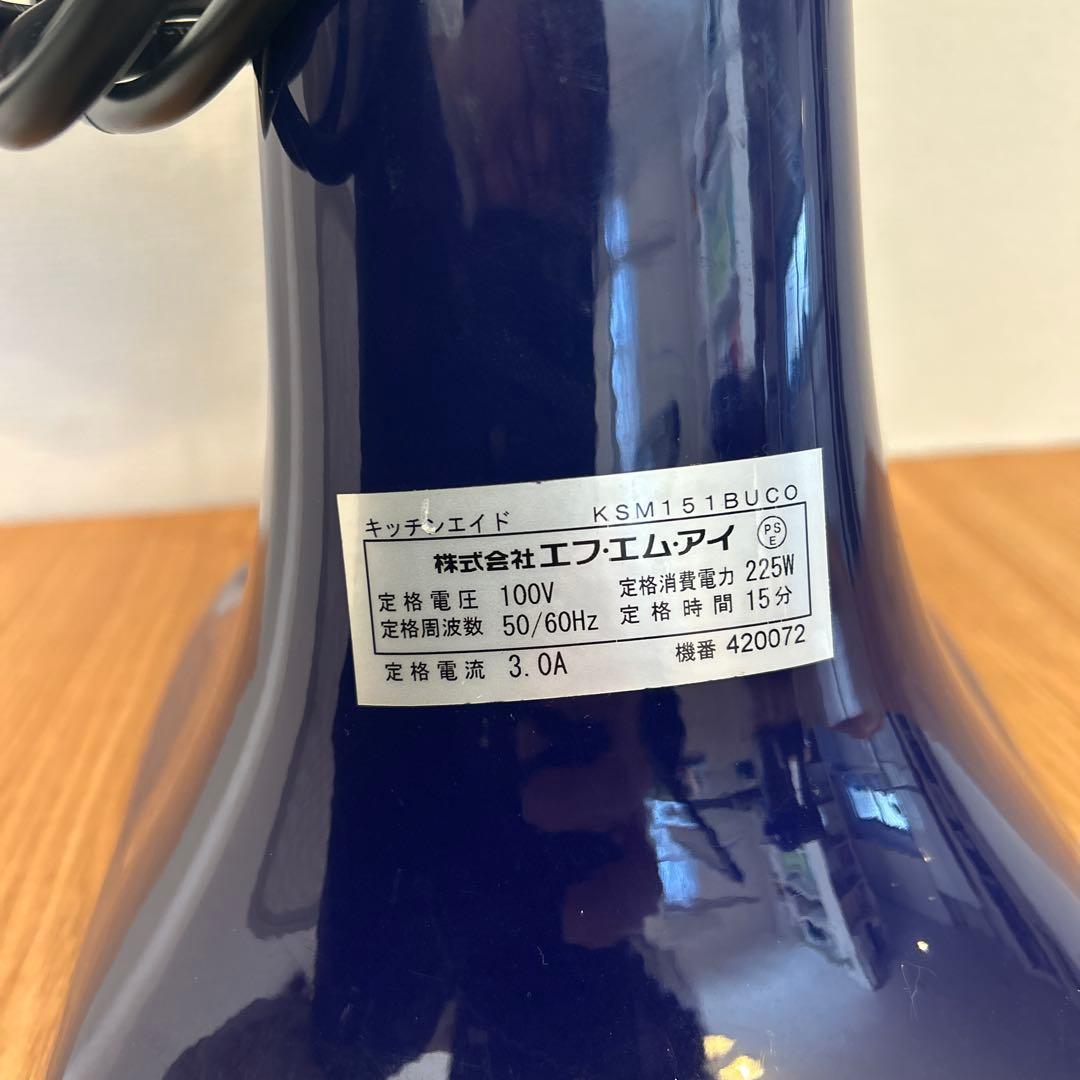 キッチンエイド KSM151BUCO
株式会社エフ・エム・アイ PSE
定格電圧 100V 定格消費電力 225W
定格周波数 50/60Hz 定格時間 15分
定格電流 3.0A 機番 420072